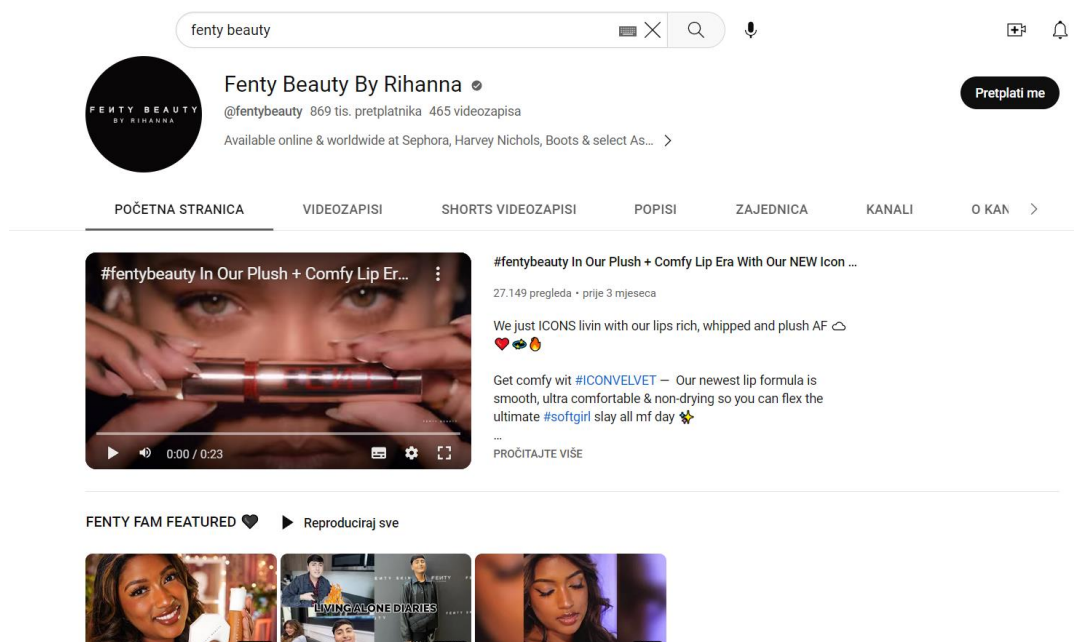 fenty beauty
FEИTY BEAUTY
BY RIHANNA
Fenty Beauty By Rihanna
@fentybeauty 869 tis. pretplatnika 465 videozapisa
Available online & worldwide at Sephora, Harvey Nichols, Boots & select As...
Pretplati me
POČETNA STRANICA VIDEOZAPISI SHORTS VIDEOZAPISI POPISI ZAJEDNICA KANALI O KAN
#fentybeauty In Our Plush + Comfy Lip Er...
0:00 / 0:23
#fentybeauty In Our Plush + Comfy Lip Era With Our NEW Icon ...
27.149 pregleda • prije 3 mjeseca
We just ICONS livin with our lips rich, whipped and plush AF ☁️
❤️🪐🔥
Get comfy wit #ICONVELVET — Our newest lip formula is
smooth, ultra comfortable & non-drying so you can flex the
ultimate #softgirl slay all mf day ✨
...
PROČITAJTE VIŠE
FENTY FAM FEATURED 🖤 Reproduciraj sve
LIVING ALONE DIARIES